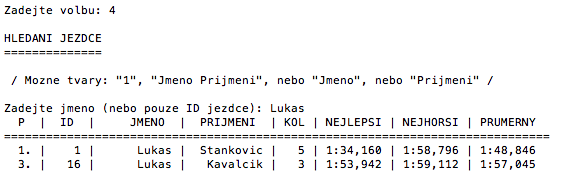 Zadejte volbu: 4
HLEDANI JEZDCE
==============
/ Mozne tvary: "1", "Jmeno Prijmeni", nebo "Jmeno", nebo "Prijmeni" /
Zadejte jmeno (nebo pouze ID jezdce): Lukas
P | ID | JMENO | PRIJMENI | KOL | NEJLEPSI | NEJHORSI | PRUMERNY
==================================================================================
1. | 1 | Lukas | Stankovic | 5 | 1:34,160 | 1:58,796 | 1:48,846
3. | 16 | Lukas | Kavalcik | 3 | 1:53,942 | 1:59,112 | 1:57,045